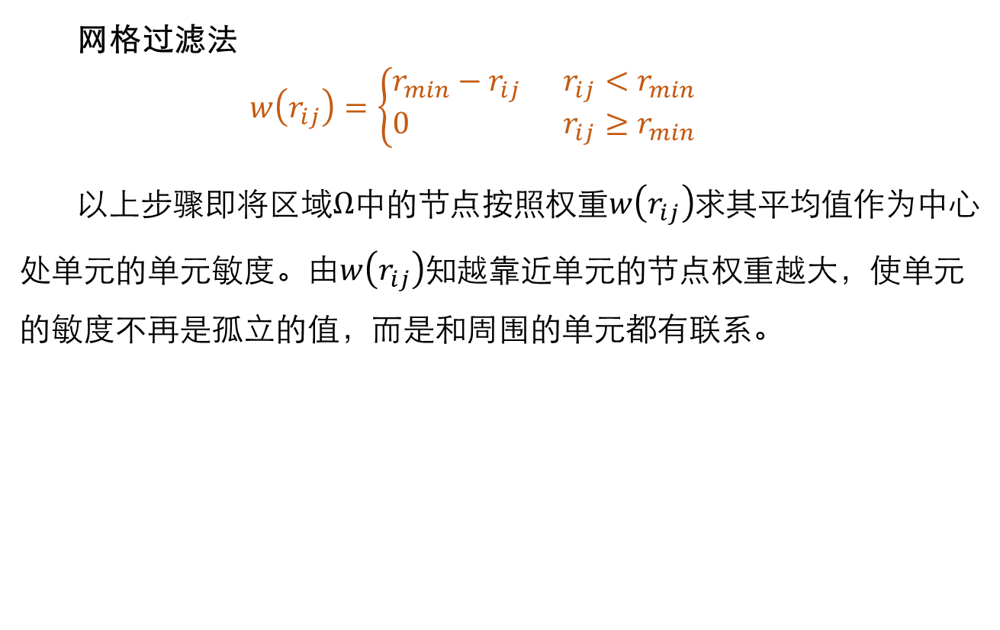 网格过滤法
w(r_{ij}) = { r_{min} − r_{ij}  r_{ij} < r_{min}
0  r_{ij} ≥ r_{min}
以上步骤即将区域Ω中的节点按照权重w(r_{ij})求其平均值作为中心
处单元的单元敏度。由w(r_{ij})知越靠近单元的节点权重越大，使单元
的敏度不再是孤立的值，而是和周围的单元都有联系。